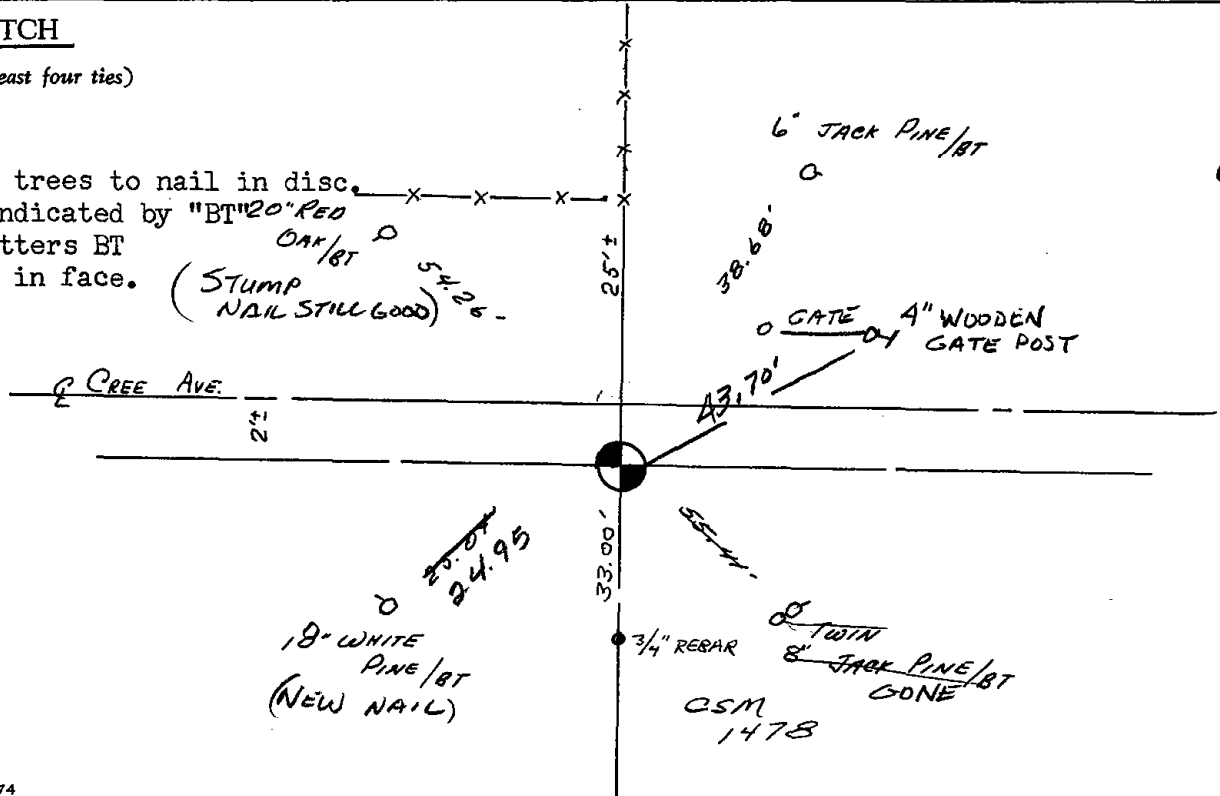 TCH
east four ties)
6" JACK PINE/BT
trees to nail in disc.
ndicated by "BT"
tters BT
in face.
20" RED
OAK/BT
(STUMP
NAIL STILL GOOD)
54.26
25'±
38.68'
GATE
4" WOODEN
GATE POST
43.70'
℄ CREE AVE.
2'±
24.95
33.00'
55.41
18" WHITE
PINE/BT
(NEW NAIL)
3/4" REBAR
TWIN
8" JACK PINE/BT
GONE
CSM
1478
74